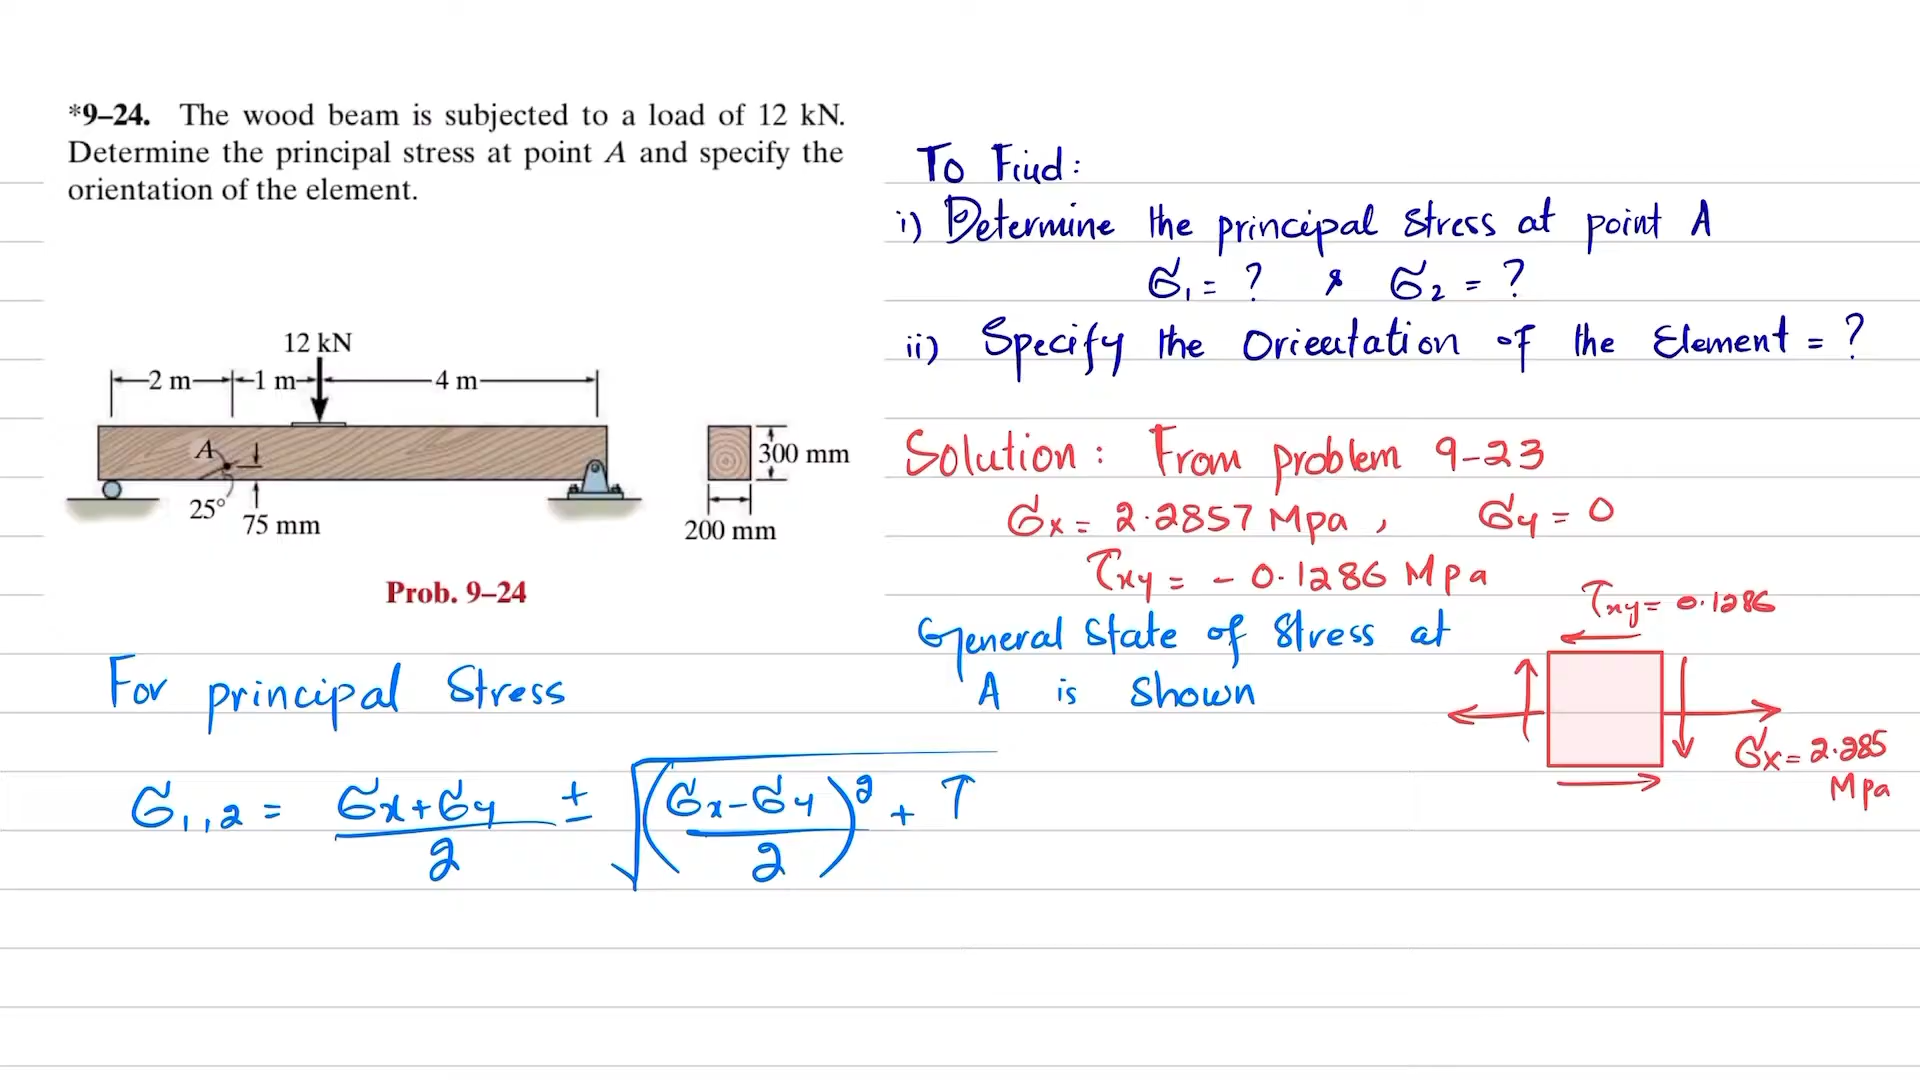 *9–24. The wood beam is subjected to a load of 12 kN.
Determine the principal stress at point A and specify the
orientation of the element.
12 kN
2 m
1 m
4 m
A
25°
75 mm
300 mm
200 mm
Prob. 9–24
To Find:
i) Determine the principal stress at point A
σ₁ = ? & σ₂ = ?
ii) Specify the Orientation of the Element = ?
Solution: From problem 9-23
σx = 2.2857 Mpa, σy = 0
τxy = - 0.1286 Mpa
General State of Stress at
A is shown
τxy = 0.1286
σx = 2.285
Mpa
For principal Stress
σ₁,₂ = σx+σy/2 ± √(σx-σy/2)² + τ